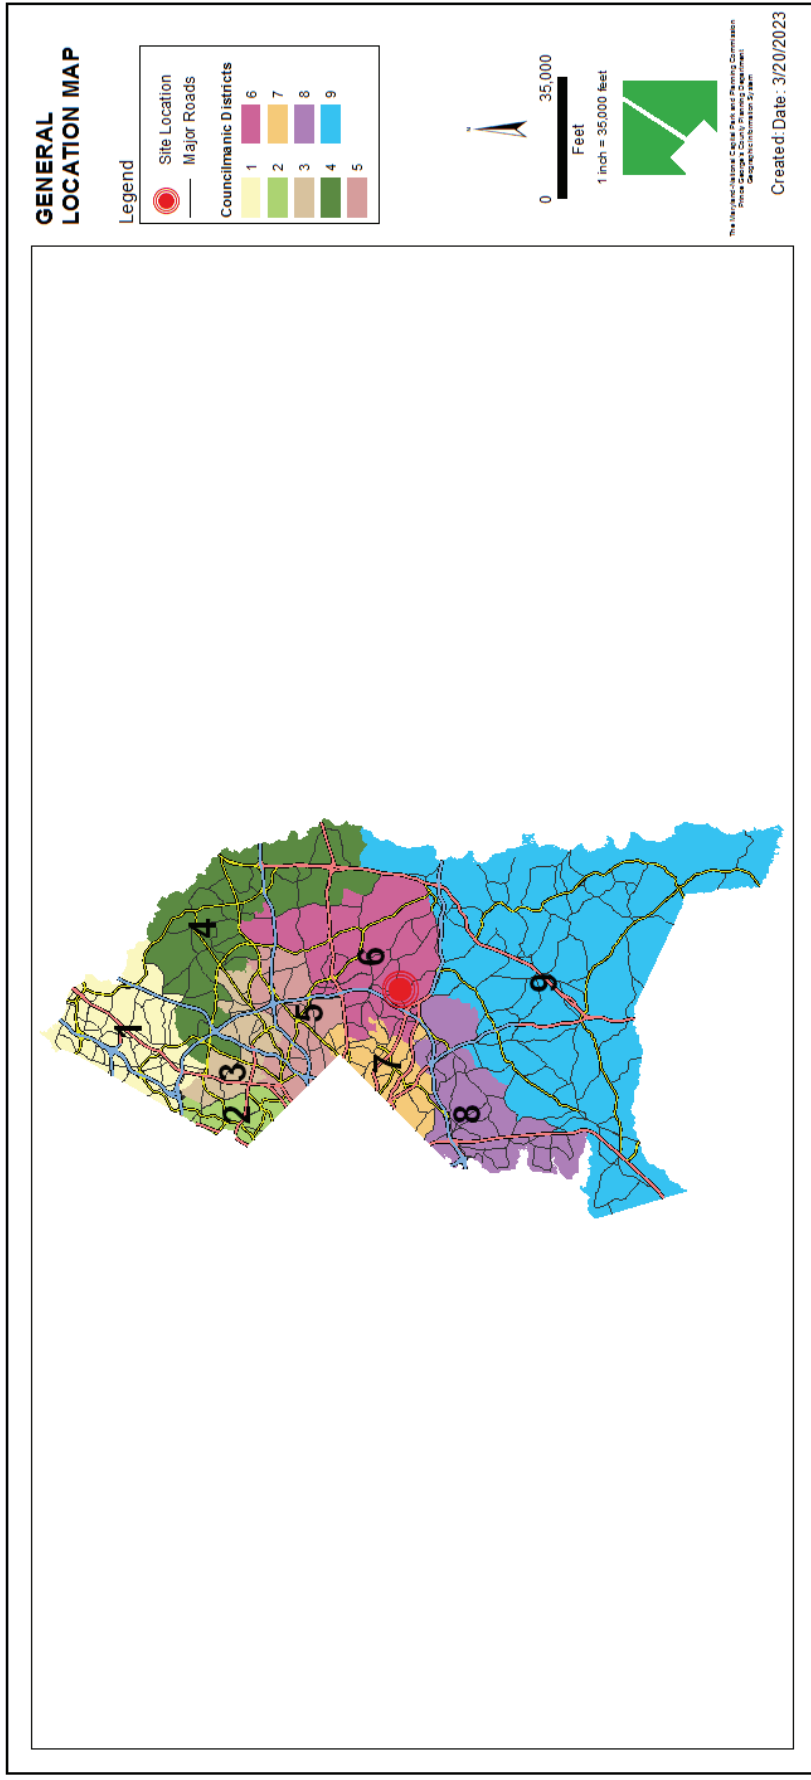 GENERAL
LOCATION MAP
Legend
Site Location
Major Roads
Councilmanic Districts
1
2
3
4
5
6
7
8
9
1
2
3
4
5
6
7
8
9
N
0
35,000
Feet
1 inch = 35,000 feet
The Maryland-National Capital Park and Planning Commission
Prince George's County Planning Department
Geographic Information System
Created: Date: 3/20/2023